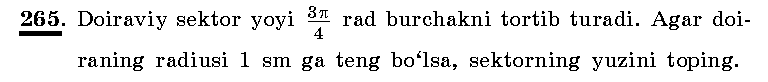 265. Doiraviy sektor yoyi 3π/4 rad burchakni tortib turadi. Agar doi-
raning radiusi 1 sm ga teng bo‘lsa, sektorning yuzini toping.